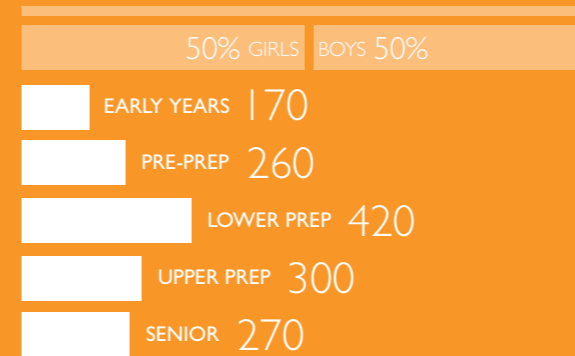 50% GIRLS BOYS 50%
EARLY YEARS 170
PRE-PREP 260
LOWER PREP 420
UPPER PREP 300
SENIOR 270